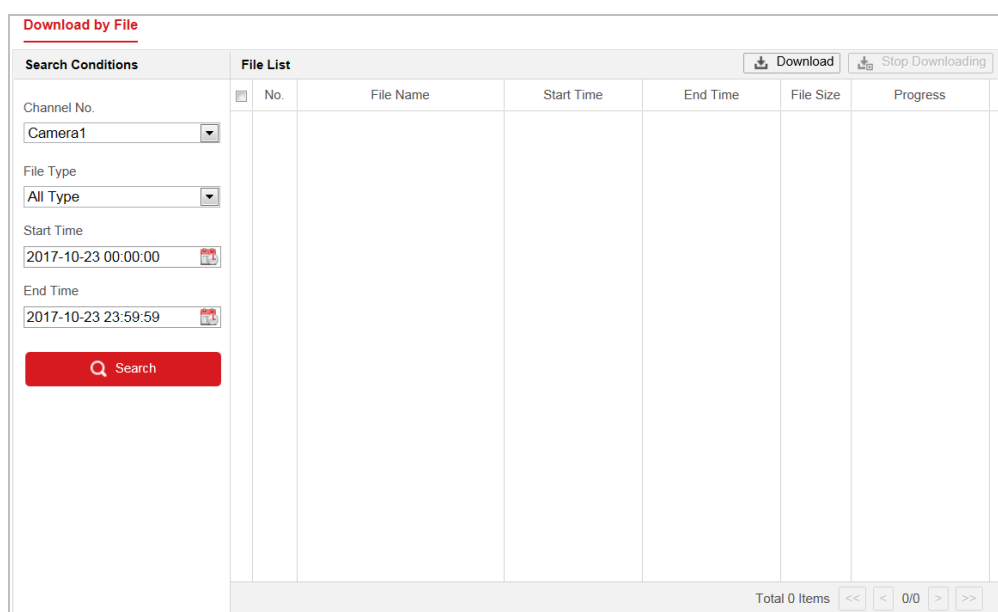 Download by File
Search Conditions
File List
Download
Stop Downloading
No.
File Name
Start Time
End Time
File Size
Progress
Channel No.
Camera1
File Type
All Type
Start Time
2017-10-23 00:00:00
End Time
2017-10-23 23:59:59
Search
Total 0 Items << < 0/0 > >>